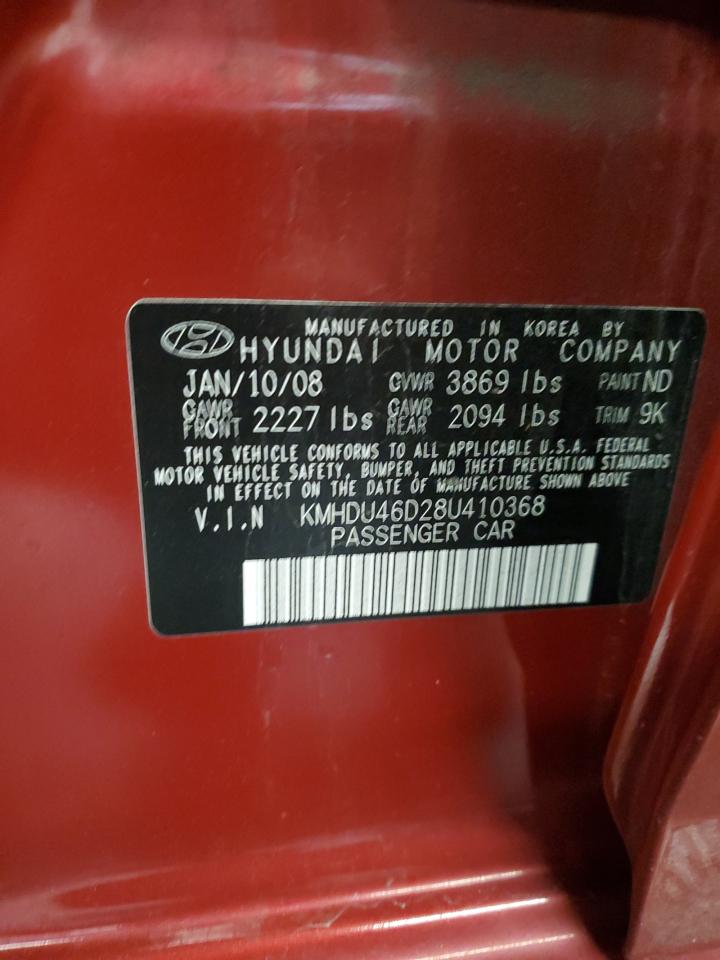 MANUFACTURED IN KOREA BY
HYUNDAI MOTOR COMPANY
JAN/10/08 GVWR 3869 lbs PAINT ND
GAWR FRONT 2227 lbs GAWR REAR 2094 lbs TRIM 9K
THIS VEHICLE CONFORMS TO ALL APPLICABLE U.S.A. FEDERAL
MOTOR VEHICLE SAFETY, BUMPER, AND THEFT PREVENTION STANDARDS
IN EFFECT ON THE DATE OF MANUFACTURE SHOWN ABOVE
V.I.N KMHDU46D28U410368
PASSENGER CAR